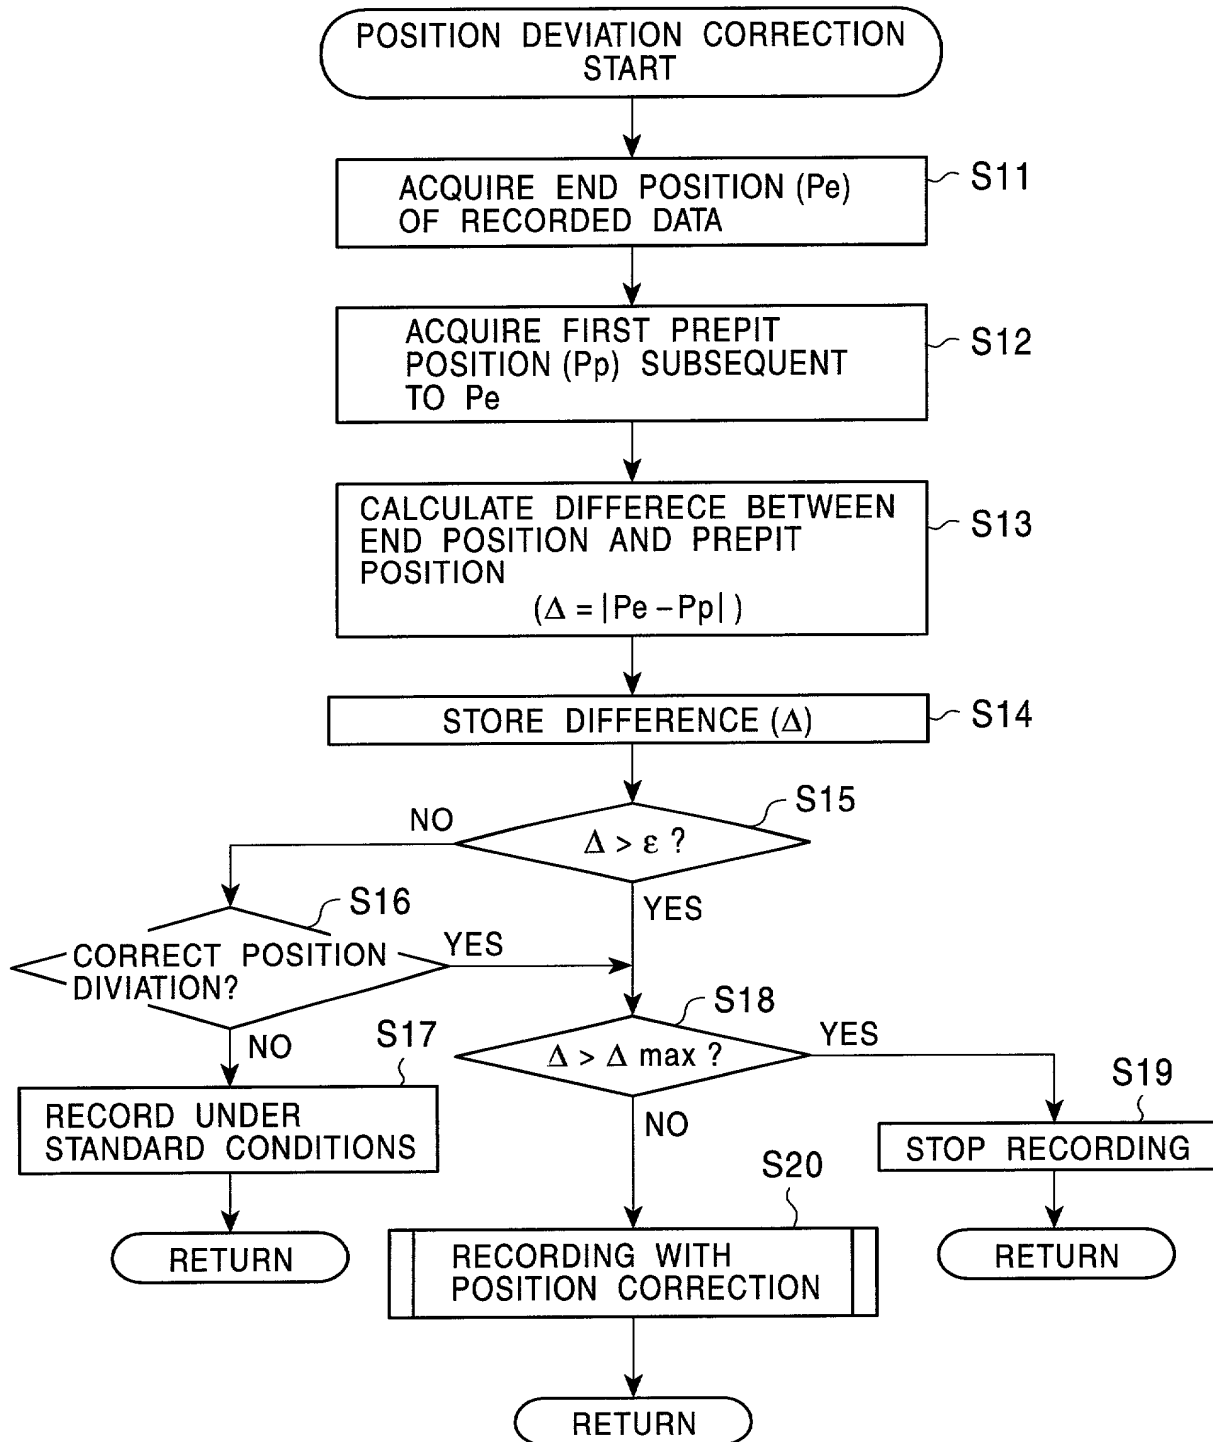 POSITION DEVIATION CORRECTION
START
ACQUIRE END POSITION (Pe)
OF RECORDED DATA
S11
ACQUIRE FIRST PREPIT
POSITION (Pp) SUBSEQUENT
TO Pe
S12
CALCULATE DIFFERECE BETWEEN
END POSITION AND PREPIT
POSITION
(Δ = |Pe – Pp| )
S13
STORE DIFFERENCE (Δ)
S14
Δ > ε ?
S15
NO
YES
S16
CORRECT POSITION
DIVIATION?
YES
NO
S17
RECORD UNDER
STANDARD CONDITIONS
RETURN
S18
Δ > Δ max ?
YES
NO
S19
STOP RECORDING
RETURN
S20
RECORDING WITH
POSITION CORRECTION
RETURN